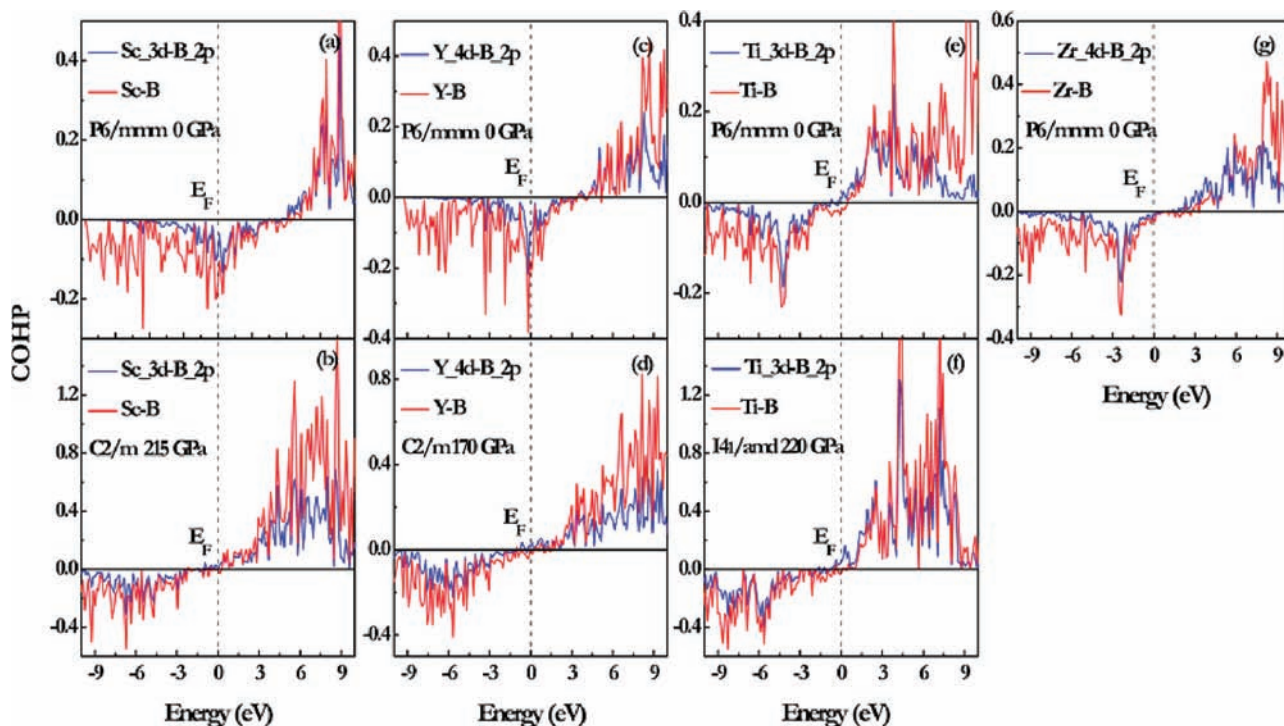 COHP
0.4
0.2
0.0
-0.2
(a)
Sc_3d-B_2p
Sc-B
P6/mmm 0 GPa
E_F
1.2
0.8
0.4
0.0
-0.4
(b)
Sc_3d-B_2p
Sc-B
C2/m 215 GPa
E_F
-9 -6 -3 0 3 6 9
Energy (eV)
0.4
0.2
0.0
-0.2
-0.4
(c)
Y_4d-B_2p
Y-B
P6/mmm 0 GPa
E_F
0.8
0.4
0.0
-0.4
(d)
Y_4d-B_2p
Y-B
C2/m 170 GPa
E_F
-9 -6 -3 0 3 6 9
Energy (eV)
0.4
0.2
0.0
-0.2
(e)
Ti_3d-B_2p
Ti-B
P6/mmm 0 GPa
E_F
1.2
0.8
0.4
0.0
-0.4
(f)
Ti_3d-B_2p
Ti-B
I4₁/amd 220 GPa
E_F
-9 -6 -3 0 3 6 9
Energy (eV)
0.6
0.4
0.2
0.0
-0.2
-0.4
(g)
Zr_4d-B_2p
Zr-B
P6/mmm 0 GPa
E_F
-9 -6 -3 0 3 6 9
Energy (eV)